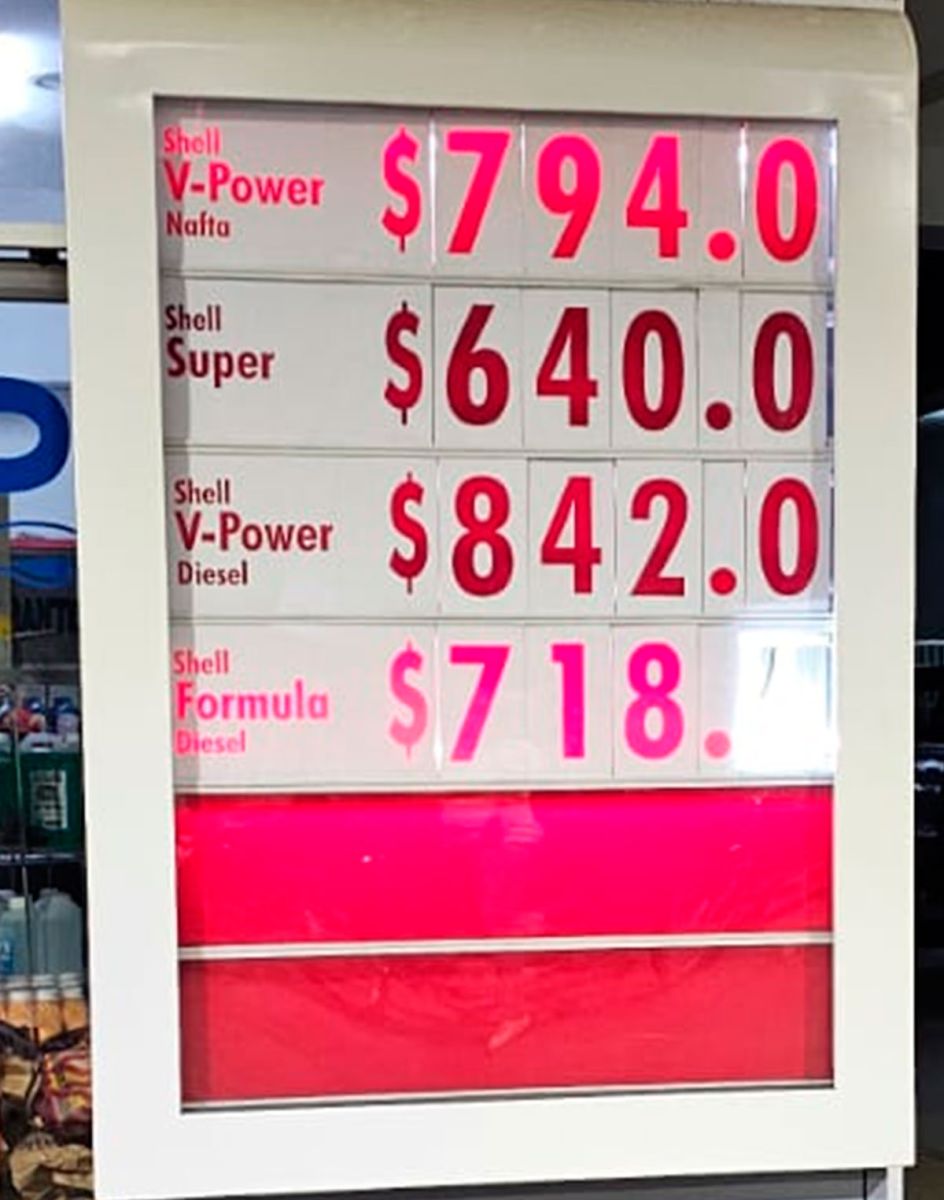 Shell
V-Power
Nafta
$794.0
Shell
Super
$640.0
Shell
V-Power
Diesel
$842.0
Shell
Formula
Diesel
$718.